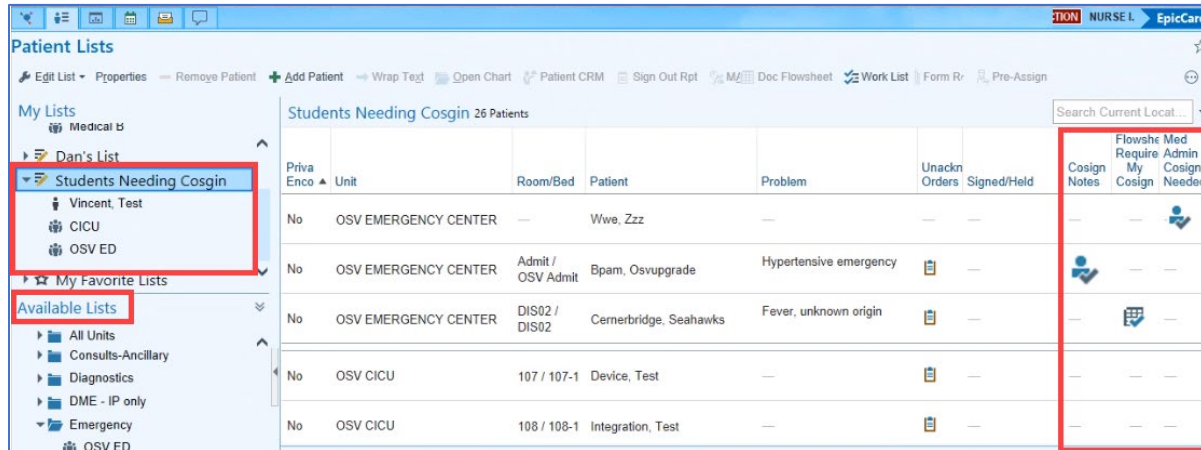 TION NURSE I. EpicCare
Patient Lists
Edit List Properties Remove Patient Add Patient Wrap Text Open Chart Patient CRM Sign Out Rpt MA Doc Flowsheet Work List Form Re Pre-Assign
My Lists
Medical B
Dan's List
Students Needing Cosgin
Vincent, Test
CICU
OSV ED
My Favorite Lists
Available Lists
All Units
Consults-Ancillary
Diagnostics
DME - IP only
Emergency
OSV ED
Students Needing Cosgin 26 Patients
Search Current Locat...
Priva Enco Unit Room/Bed Patient Problem Unackn Orders Signed/Held Cosign Notes Flowshe Require My Cosign Med Admin Cosign Neede
No OSV EMERGENCY CENTER — Wwe, Zzz — — — — —
No OSV EMERGENCY CENTER Admit / OSV Admit Bpam, Osvupgrade Hypertensive emergency — — —
No OSV EMERGENCY CENTER DIS02 / DIS02 Cernerbridge, Seahawks Fever, unknown origin — — —
No OSV CICU 107 / 107-1 Device, Test — — — — —
No OSV CICU 108 / 108-1 Integration, Test — — — — —